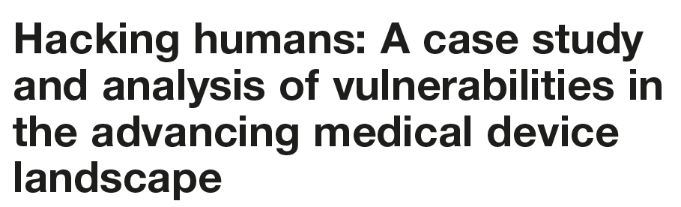 Hacking humans: A case study
and analysis of vulnerabilities in
the advancing medical device
landscape